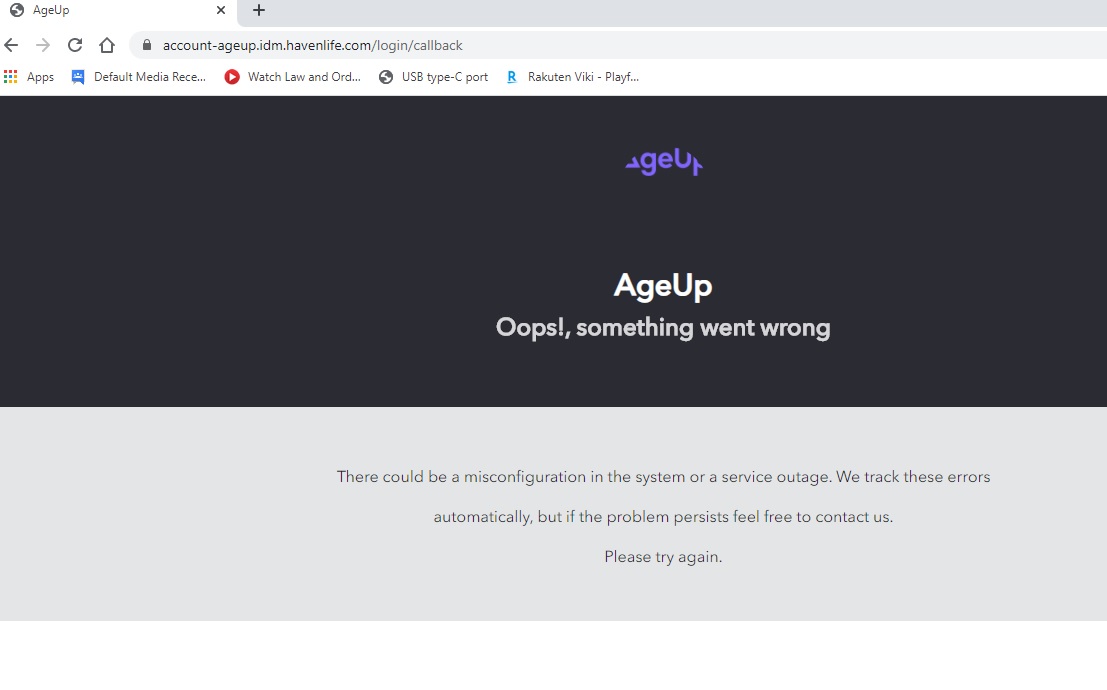 AgeUp
account-ageup.idm.havenlife.com/login/callback
Apps Default Media Rece... Watch Law and Ord... USB type-C port R Rakuten Viki - Playf...
AgeUp
AgeUp
Oops!, something went wrong
There could be a misconfiguration in the system or a service outage. We track these errors
automatically, but if the problem persists feel free to contact us.
Please try again.